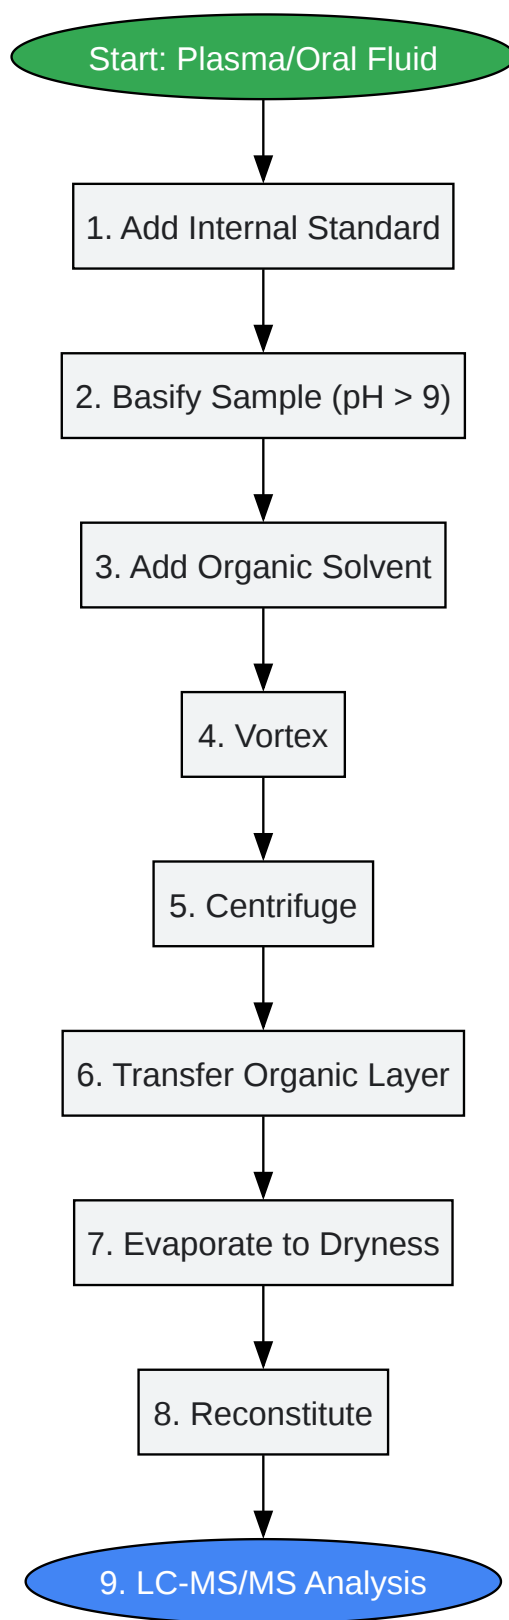 Start: Plasma/Oral Fluid
1. Add Internal Standard
2. Basify Sample (pH > 9)
3. Add Organic Solvent
4. Vortex
5. Centrifuge
6. Transfer Organic Layer
7. Evaporate to Dryness
8. Reconstitute
9. LC-MS/MS Analysis